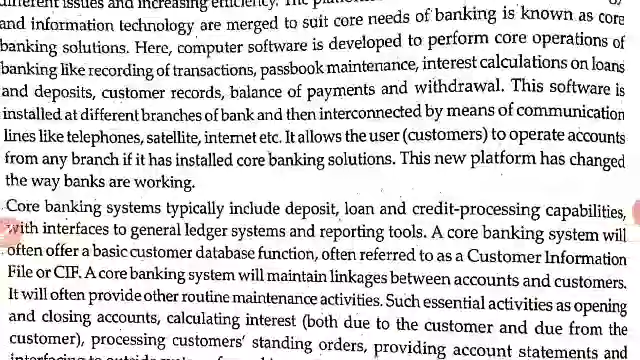 different issues and increasing efficiency. The
and information technology are merged to suit core needs of banking is known as core
banking solutions. Here, computer software is developed to perform core operations of
banking like recording of transactions, passbook maintenance, interest calculations on loans
and deposits, customer records, balance of payments and withdrawal. This software is
installed at different branches of bank and then interconnected by means of communication
lines like telephones, satellite, internet etc. It allows the user (customers) to operate accounts
from any branch if it has installed core banking solutions. This new platform has changed
the way banks are working.
Core banking systems typically include deposit, loan and credit-processing capabilities,
with interfaces to general ledger systems and reporting tools. A core banking system will
often offer a basic customer database function, often referred to as a Customer Information
File or CIF. A core banking system will maintain linkages between accounts and customers.
It will often provide other routine maintenance activities. Such essential activities as opening
and closing accounts, calculating interest (both due to the customer and due from the
customer), processing customers' standing orders, providing account statements and
interfacing to outside